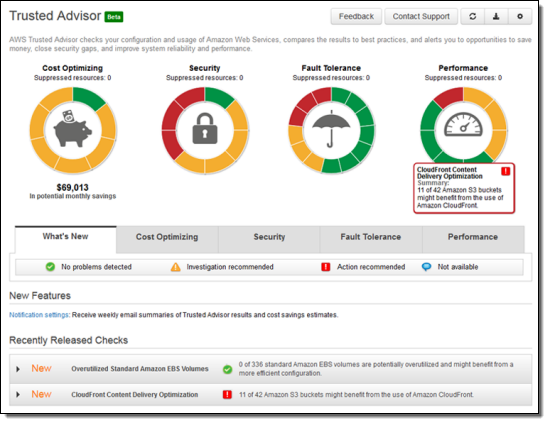 Trusted Advisor Beta
Feedback
Contact Support
AWS Trusted Advisor checks your configuration and usage of Amazon Web Services, compares the results to best practices, and alerts you to opportunities to save
money, close security gaps, and improve system reliability and performance.
Cost Optimizing
Suppressed resources: 0
$69,013
In potential monthly savings
Security
Suppressed resources: 0
Fault Tolerance
Suppressed resources: 0
Performance
Suppressed resources: 0
CloudFront Content
Delivery Optimization
Summary:
11 of 42 Amazon S3 buckets
might benefit from the use of
Amazon CloudFront.
What's New
Cost Optimizing
Security
Fault Tolerance
Performance
No problems detected
Investigation recommended
Action recommended
Not available
New Features
Notification settings: Receive weekly email summaries of Trusted Advisor results and cost savings estimates.
Recently Released Checks
New Overutilized Standard Amazon EBS Volumes
0 of 336 standard Amazon EBS volumes are potentially overutilized and might benefit from a
more efficient configuration.
New CloudFront Content Delivery Optimization
11 of 42 Amazon S3 buckets might benefit from the use of Amazon CloudFront.